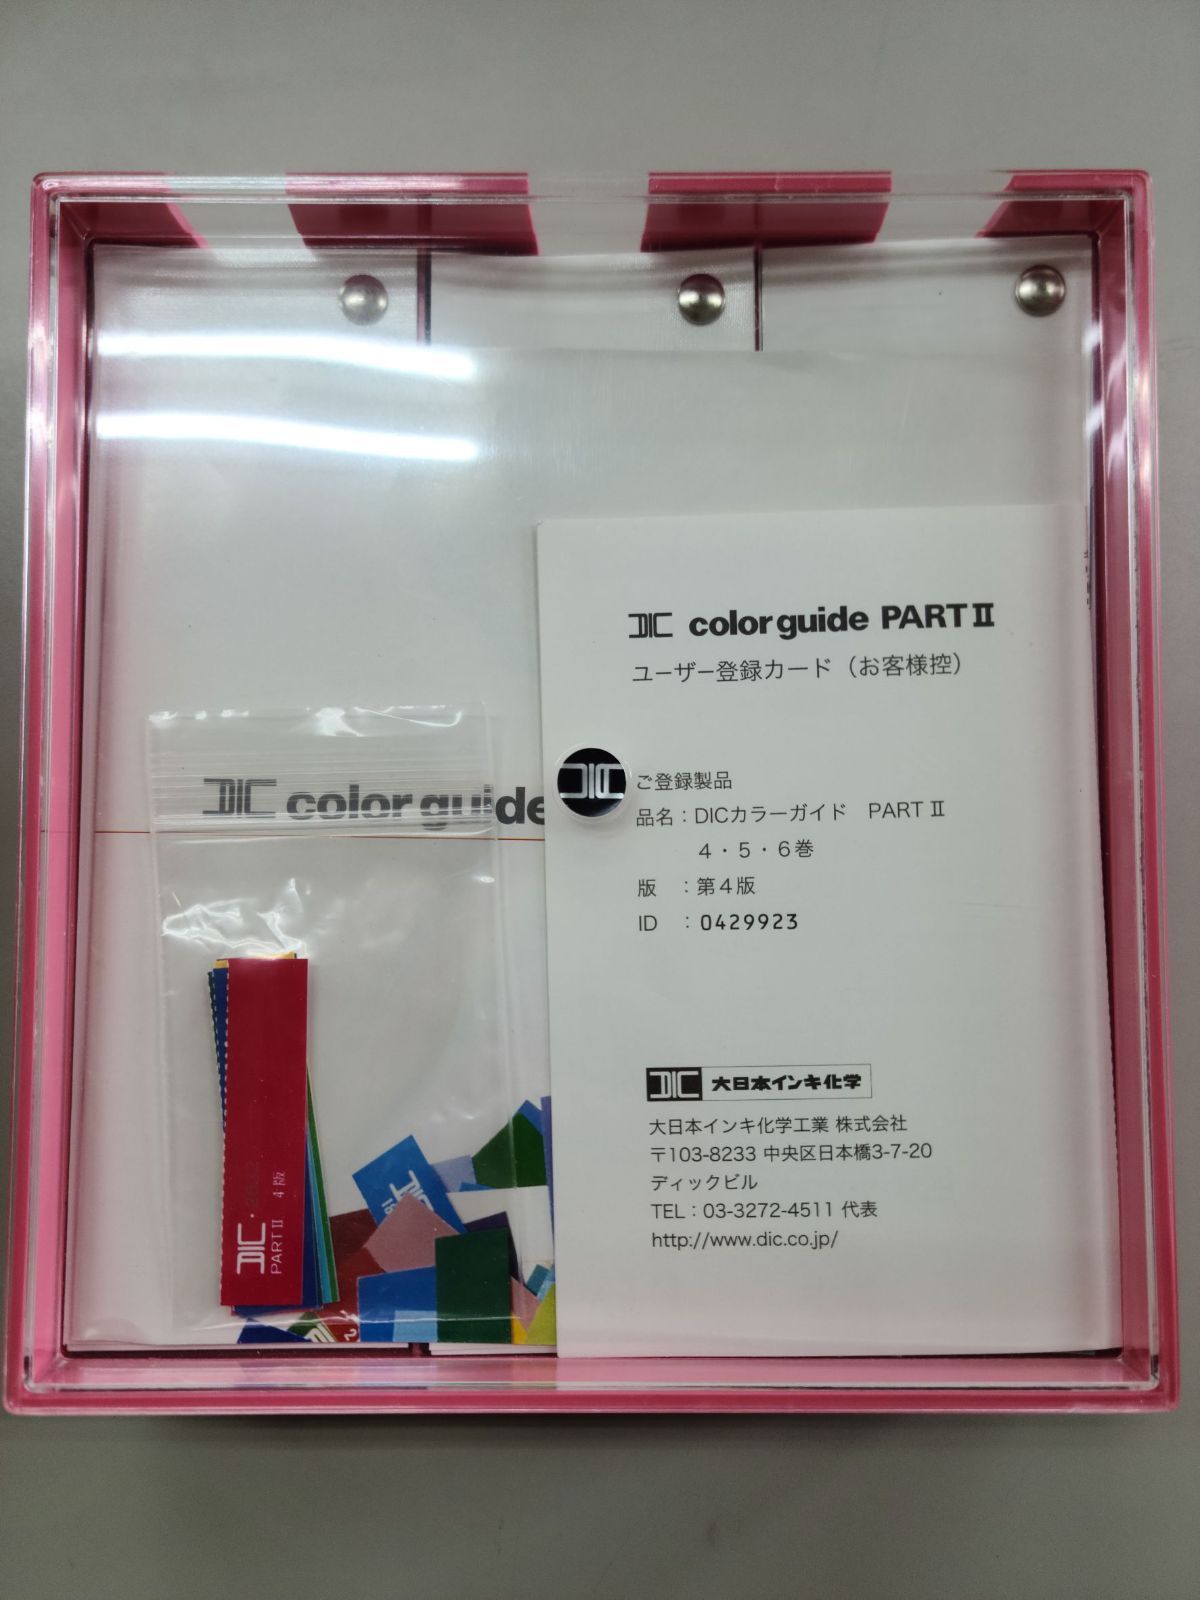 DIC color guide PART II
ユーザー登録カード（お客様控）
DIC color guide
DIC
ご登録製品
品名：DICカラーガイド PART II
４・５・６巻
版 ：第４版
ID ：0429923
DIC 大日本インキ化学
大日本インキ化学工業 株式会社
〒103-8233 中央区日本橋3-7-20
ディックビル
TEL：03-3272-4511 代表
http://www.dic.co.jp/
DIC
PART II 4版
DIC